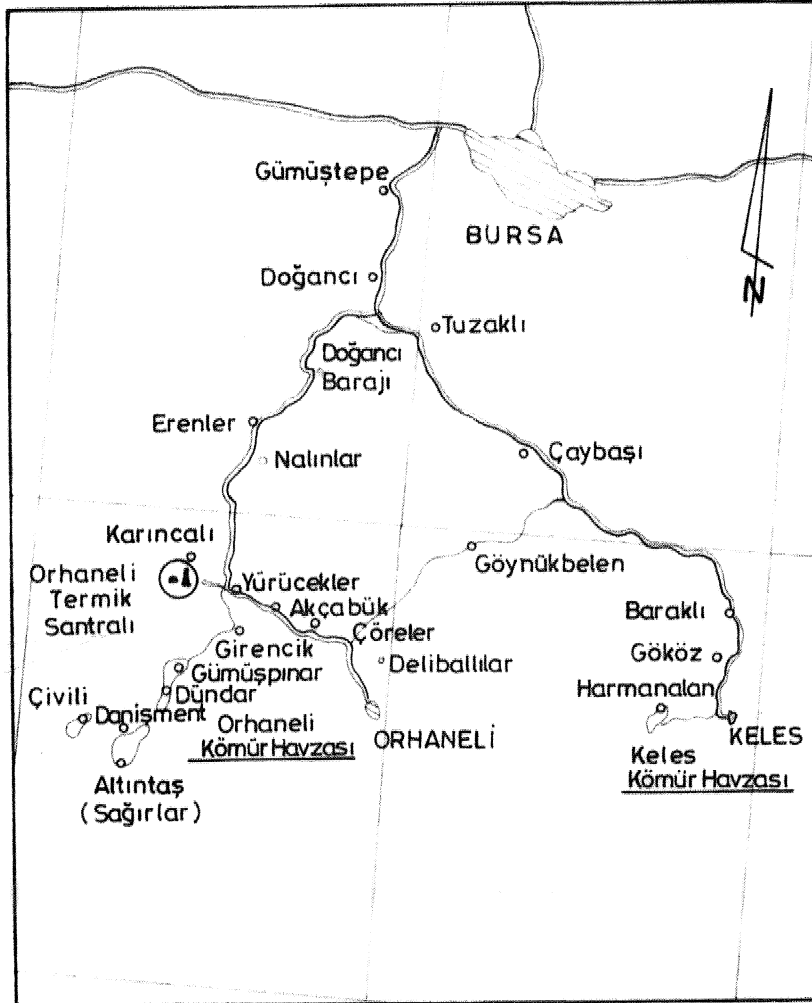 Gümüştepe
BURSA
Doğancı
Tuzaklı
Doğancı
Barajı
Erenler
Çaybaşı
Nalınlar
N
Karıncalı
Göynükbelen
Orhaneli
Termik
Santralı
Yürücekler
Akçabük
Baraklı
Çöreler
Girencik
Deliballılar
Gököz
Gümüşpınar
Harmanalan
Dündar
Çivili
Danişment
Orhaneli
Kömür Havzası
ORHANELİ
KELES
Keles
Kömür Havzası
Altıntaş
(Sağırlar)